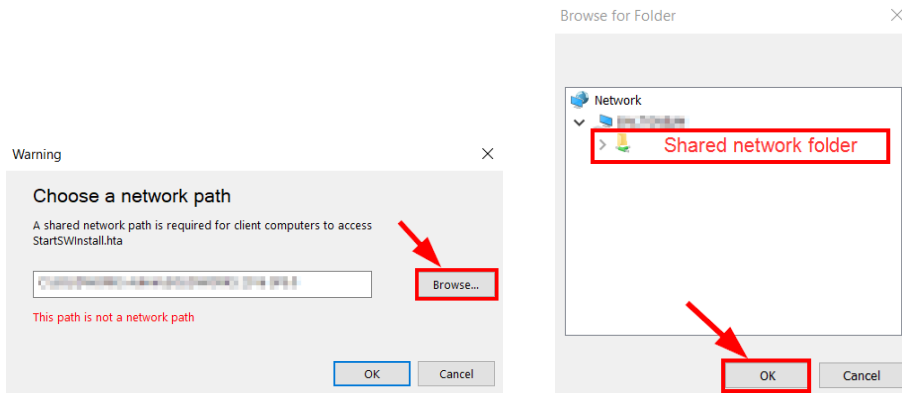 Warning
Choose a network path
A shared network path is required for client computers to access
StartSWInstall.hta
Browse...
This path is not a network path
OK
Cancel
Browse for Folder
Network
Shared network folder
OK
Cancel